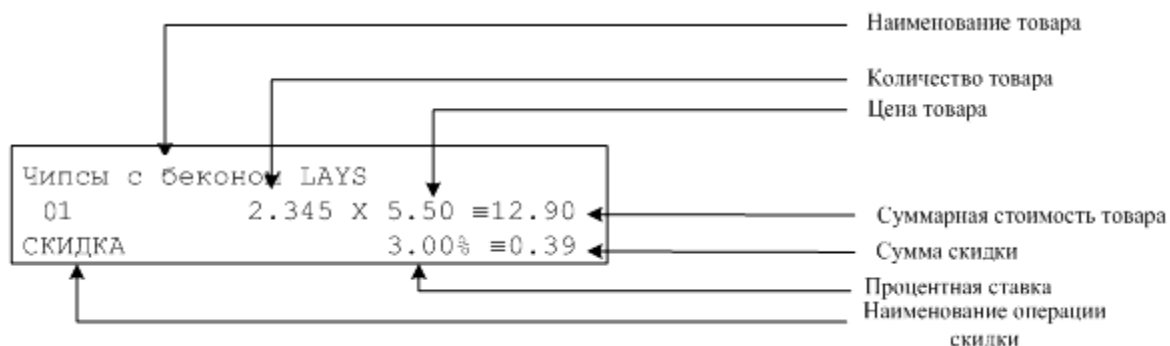 Наименование товара
Количество товара
Цена товара
Чипсы с беконом LAYS
01 2.345 X 5.50 ≡12.90
Суммарная стоимость товара
СКИДКА 3.00% ≡0.39
Сумма скидки
Процентная ставка
Наименование операции
скидки